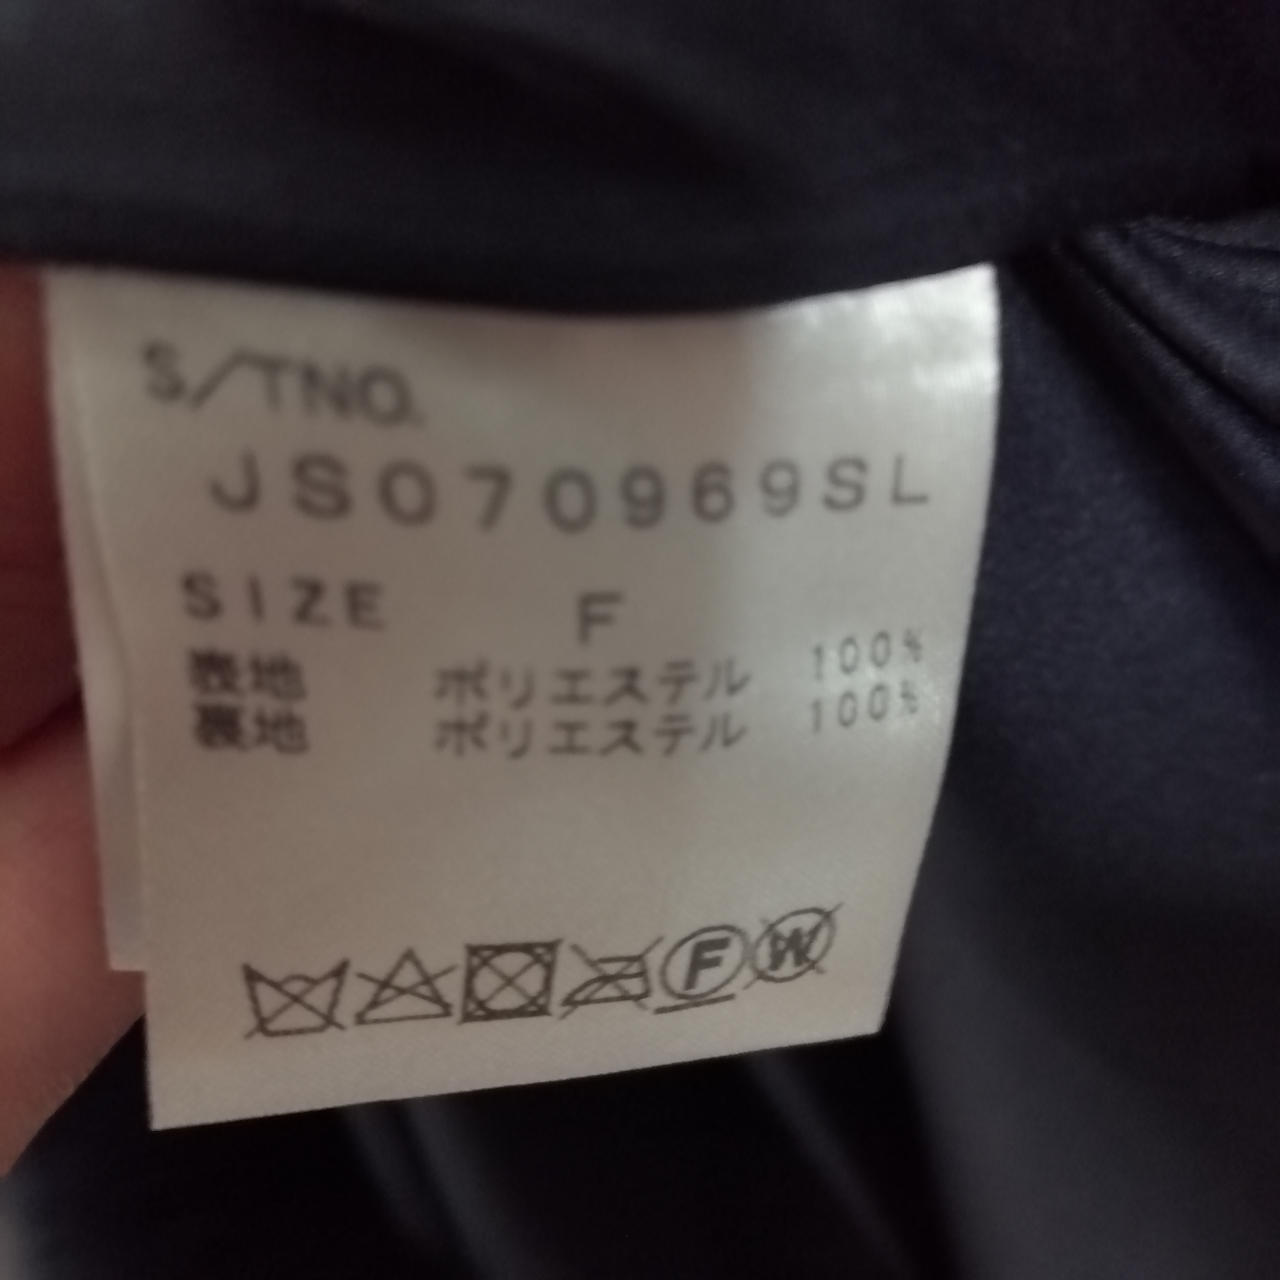 S/TNO.
JS070969SL
SIZE F
表地 ポリエステル 100%
裏地 ポリエステル 100%
F W